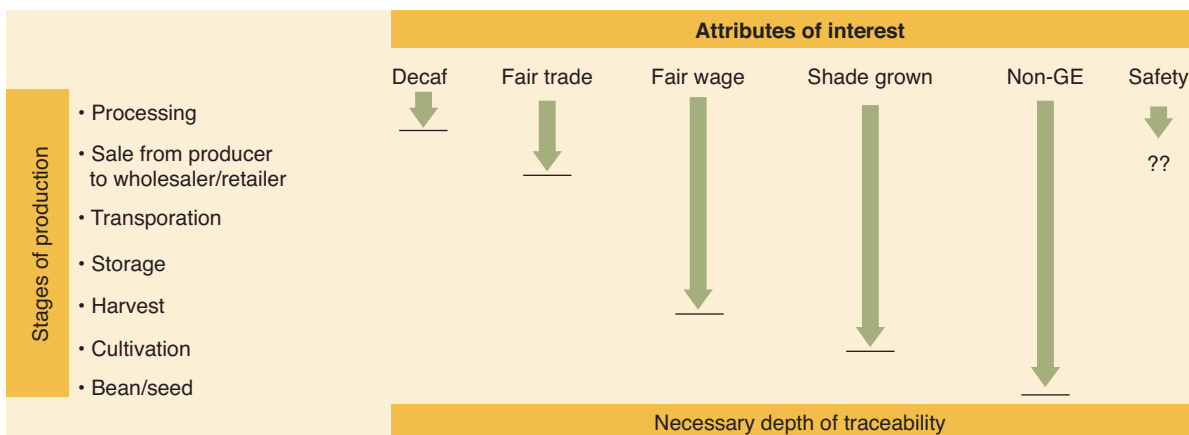 Attributes of interest
Decaf Fair trade Fair wage Shade grown Non-GE Safety
Stages of production
• Processing
• Sale from producer
to wholesaler/retailer
• Transporation
• Storage
• Harvest
• Cultivation
• Bean/seed
??
Necessary depth of traceability